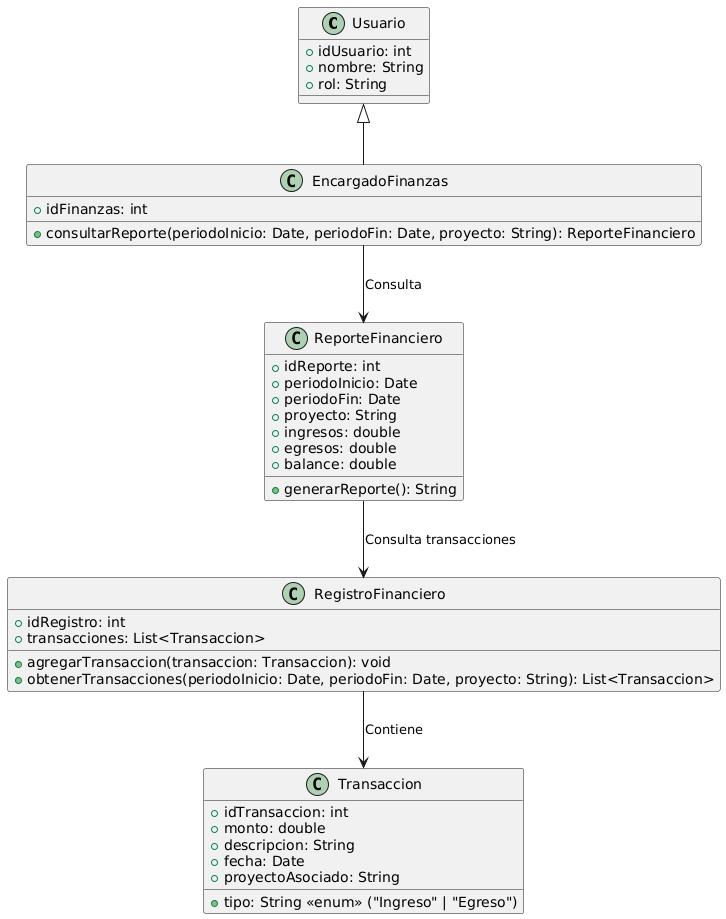 C Usuario
idUsuario: int
nombre: String
rol: String
C EncargadoFinanzas
idFinanzas: int
consultarReporte(periodoInicio: Date, periodoFin: Date, proyecto: String): ReporteFinanciero
Consulta
C ReporteFinanciero
idReporte: int
periodoInicio: Date
periodoFin: Date
proyecto: String
ingresos: double
egresos: double
balance: double
generarReporte(): String
Consulta transacciones
C RegistroFinanciero
idRegistro: int
transacciones: List<Transaccion>
agregarTransaccion(transaccion: Transaccion): void
obtenerTransacciones(periodoInicio: Date, periodoFin: Date, proyecto: String): List<Transaccion>
Contiene
C Transaccion
idTransaccion: int
monto: double
descripcion: String
fecha: Date
proyectoAsociado: String
tipo: String «enum» ("Ingreso" | "Egreso")